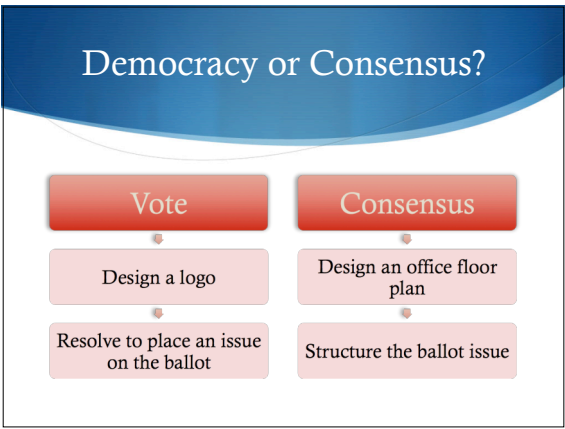 Democracy or Consensus?
Vote
Design a logo
Resolve to place an issue
on the ballot
Consensus
Design an office floor
plan
Structure the ballot issue